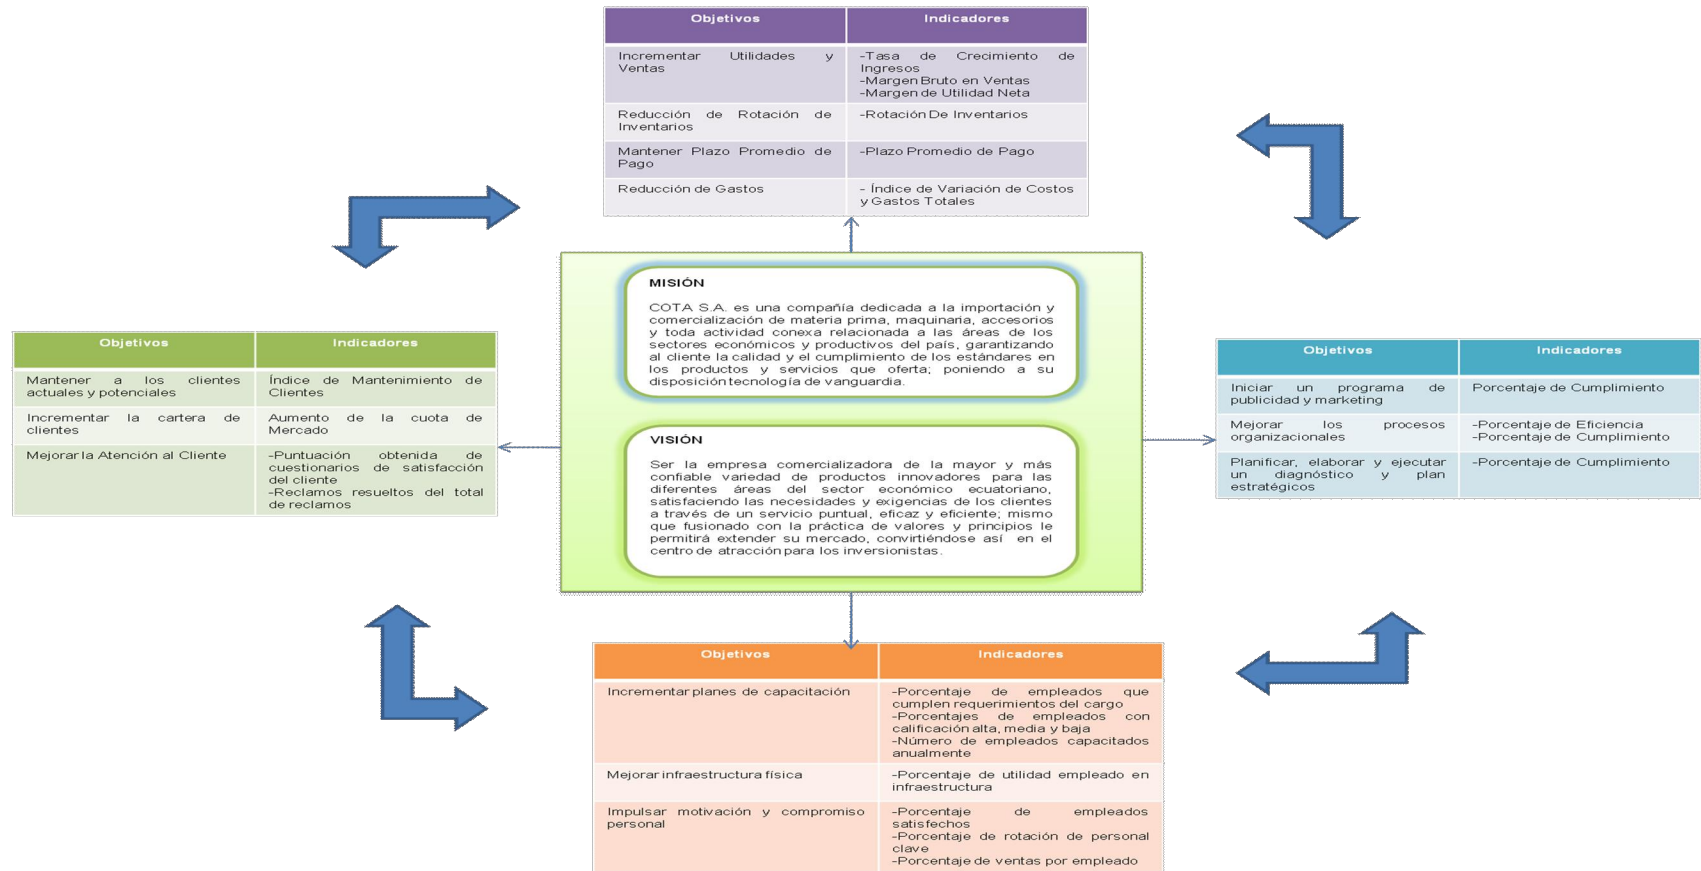 Objetivos Indicadores
Incrementar Utilidades y
Ventas
-Tasa de Crecimiento de
Ingresos
-Margen Bruto en Ventas
-Margen de Utilidad Neta
Reducción de Rotación de
Inventarios
-Rotación De Inventarios
Mantener Plazo Promedio de
Pago
-Plazo Promedio de Pago
Reducción de Gastos
- Índice de Variación de Costos
y Gastos Totales
MISIÓN
COTA S.A. es una compañía dedicada a la importación y
comercialización de materia prima, maquinaria, accesorios
y toda actividad conexa relacionada a las áreas de los
sectores económicos y productivos del país, garantizando
al cliente la calidad y el cumplimiento de los estándares en
los productos y servicios que oferta; poniendo a su
disposición tecnología de vanguardia.
VISIÓN
Ser la empresa comercializadora de la mayor y más
confiable variedad de productos innovadores para las
diferentes áreas del sector económico ecuatoriano,
satisfaciendo las necesidades y exigencias de los clientes
a través de un servicio puntual, eficaz y eficiente; mismo
que fusionado con la práctica de valores y principios le
permitirá extender su mercado, convirtiéndose así en el
centro de atracción para los inversionistas.
Objetivos Indicadores
Mantener a los clientes
actuales y potenciales
Índice de Mantenimiento de
Clientes
Incrementar la cartera de
clientes
Aumento de la cuota de
Mercado
Mejorar la Atención al Cliente
-Puntuación obtenida de
cuestionarios de satisfacción
del cliente
-Reclamos resueltos del total
de reclamos
Objetivos Indicadores
Iniciar un programa de
publicidad y marketing
Porcentaje de Cumplimiento
Mejorar los procesos
organizacionales
-Porcentaje de Eficiencia
-Porcentaje de Cumplimiento
Planificar, elaborar y ejecutar
un diagnóstico y plan
estratégicos
-Porcentaje de Cumplimiento
Objetivos Indicadores
Incrementar planes de capacitación
-Porcentaje de empleados que
cumplen requerimientos del cargo
-Porcentajes de empleados con
calificación alta, media y baja
-Número de empleados capacitados
anualmente
Mejorar infraestructura física
-Porcentaje de utilidad empleado en
infraestructura
Impulsar motivación y compromiso
personal
-Porcentaje de empleados
satisfechos
-Porcentaje de rotación de personal
clave
-Porcentaje de ventas por empleado